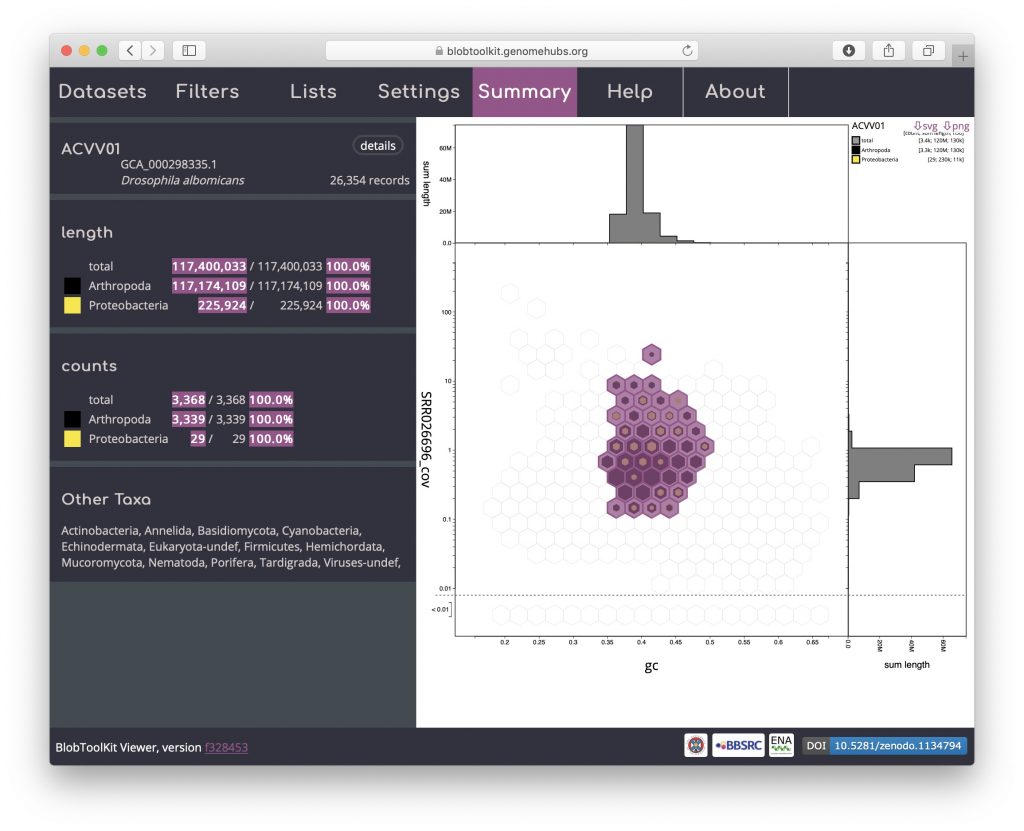 blobtoolkit.genomehubs.org
Datasets Filters Lists Settings Summary Help About
ACVV01 details
GCA_000298335.1
Drosophila albomicans 26,354 records
length
total 117,400,033 / 117,400,033 100.0%
Arthropoda 117,174,109 / 117,174,109 100.0%
Proteobacteria 225,924 / 225,924 100.0%
counts
total 3,368 / 3,368 100.0%
Arthropoda 3,339 / 3,339 100.0%
Proteobacteria 29 / 29 100.0%
Other Taxa
Actinobacteria, Annelida, Basidiomycota, Cyanobacteria,
Echinodermata, Eukaryota-undef, Firmicutes, Hemichordata,
Mucoromycota, Nematoda, Porifera, Tardigrada, Viruses-undef,
ACVV01 svg png
total [3.4k; 120M; 130k]
Arthropoda [3.3k; 120M; 130k]
Proteobacteria [29; 230k; 11k]
sum length
60M
40M
20M
0.0
SRR026696_cov
100
10
1
0.1
0.01
< 0.01
0.2 0.25 0.3 0.35 0.4 0.45 0.5 0.55 0.6 0.65
gc
0.0 20M 40M 60M
sum length
BlobToolKit Viewer, version f328453
BBSRC ENA DOI 10.5281/zenodo.1134794